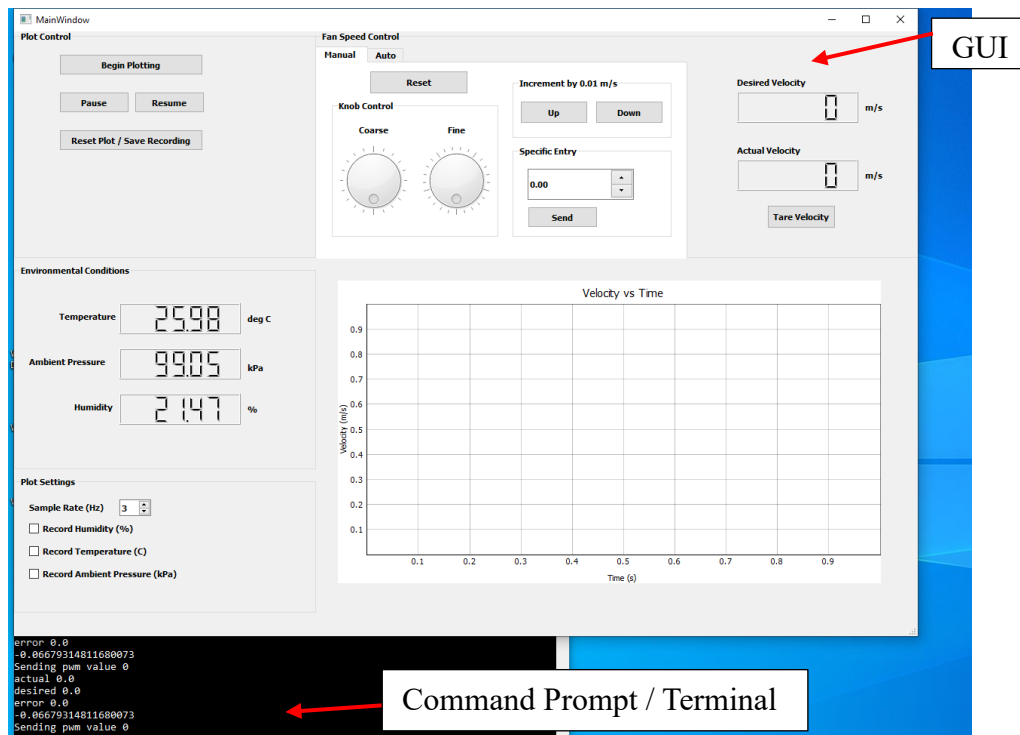 MainWindow
GUI
Plot Control
Begin Plotting
Pause
Resume
Reset Plot / Save Recording
Fan Speed Control
Manual
Auto
Reset
Knob Control
Coarse
Fine
Increment by 0.01 m/s
Up
Down
Specific Entry
0.00
Send
Desired Velocity
0
m/s
Actual Velocity
0
m/s
Tare Velocity
Environmental Conditions
Temperature
25.98
deg C
Ambient Pressure
99.05
kPa
Humidity
21.47
%
Plot Settings
Sample Rate (Hz)
3
Record Humidity (%)
Record Temperature (C)
Record Ambient Pressure (kPa)
Velocity vs Time
Velocity (m/s)
0.9
0.8
0.7
0.6
0.5
0.4
0.3
0.2
0.1
0.1 0.2 0.3 0.4 0.5 0.6 0.7 0.8 0.9
Time (s)
error 0.0
-0.06679314811680073
Sending pwm value 0
actual 0.0
desired 0.0
error 0.0
-0.06679314811680073
Sending pwm value 0
Command Prompt / Terminal